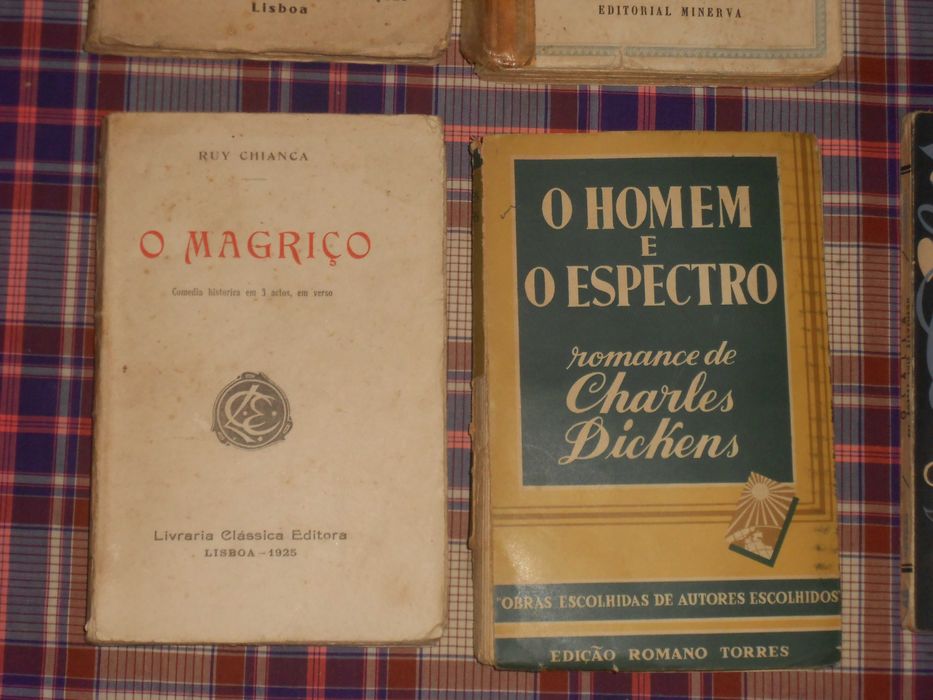 Lisboa
EDITORIAL MINERVA
RUY CHIANCA
O MAGRIÇO
Comedia historica em 3 actos, em verso
Livraria Clássica Editora
LISBOA – 1925
O HOMEM
E
O ESPECTRO
romance de
Charles
Dickens
"OBRAS ESCOLHIDAS DE AUTORES ESCOLHIDOS"
EDIÇÃO ROMANO TORRES